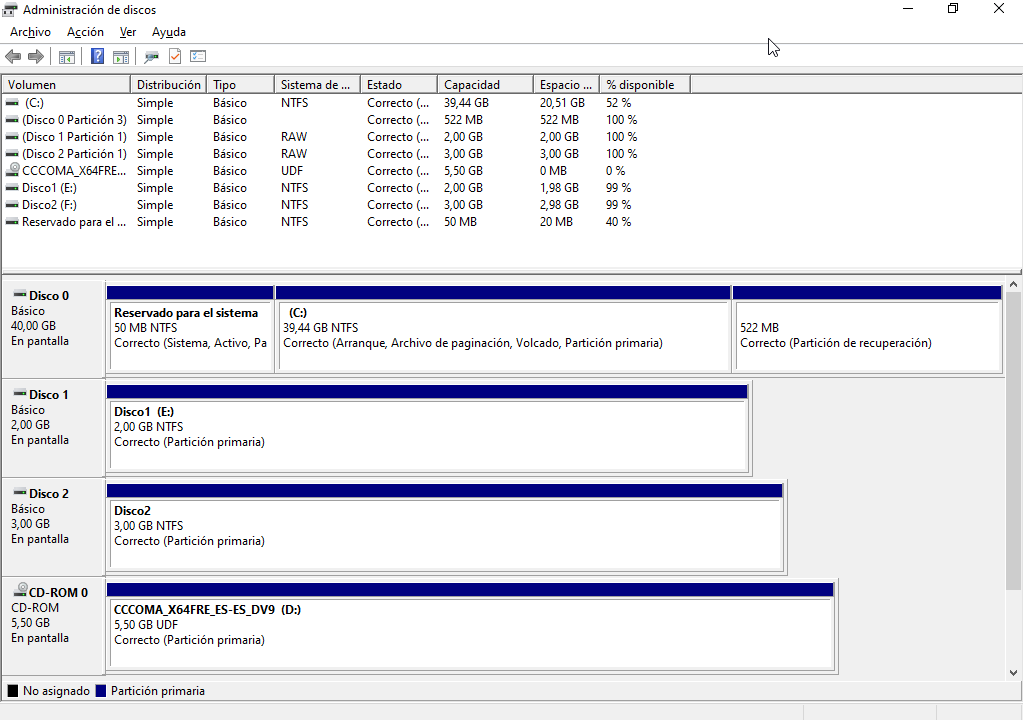 Administración de discos
Archivo Acción Ver Ayuda
Volumen Distribución Tipo Sistema de ... Estado Capacidad Espacio ... % disponible
(C:) Simple Básico NTFS Correcto (... 39,44 GB 20,51 GB 52 %
(Disco 0 Partición 3) Simple Básico Correcto (... 522 MB 522 MB 100 %
(Disco 1 Partición 1) Simple Básico RAW Correcto (... 2,00 GB 2,00 GB 100 %
(Disco 2 Partición 1) Simple Básico RAW Correcto (... 3,00 GB 3,00 GB 100 %
CCCOMA_X64FRE... Simple Básico UDF Correcto (... 5,50 GB 0 MB 0 %
Disco1 (E:) Simple Básico NTFS Correcto (... 2,00 GB 1,98 GB 99 %
Disco2 (F:) Simple Básico NTFS Correcto (... 3,00 GB 2,98 GB 99 %
Reservado para el ... Simple Básico NTFS Correcto (... 50 MB 20 MB 40 %
Disco 0
Básico
40,00 GB
En pantalla
Reservado para el sistema
50 MB NTFS
Correcto (Sistema, Activo, Pa
(C:)
39,44 GB NTFS
Correcto (Arranque, Archivo de paginación, Volcado, Partición primaria)
522 MB
Correcto (Partición de recuperación)
Disco 1
Básico
2,00 GB
En pantalla
Disco1 (E:)
2,00 GB NTFS
Correcto (Partición primaria)
Disco 2
Básico
3,00 GB
En pantalla
Disco2
3,00 GB NTFS
Correcto (Partición primaria)
CD-ROM 0
CD-ROM
5,50 GB
En pantalla
CCCOMA_X64FRE_ES-ES_DV9 (D:)
5,50 GB UDF
Correcto (Partición primaria)
No asignado Partición primaria